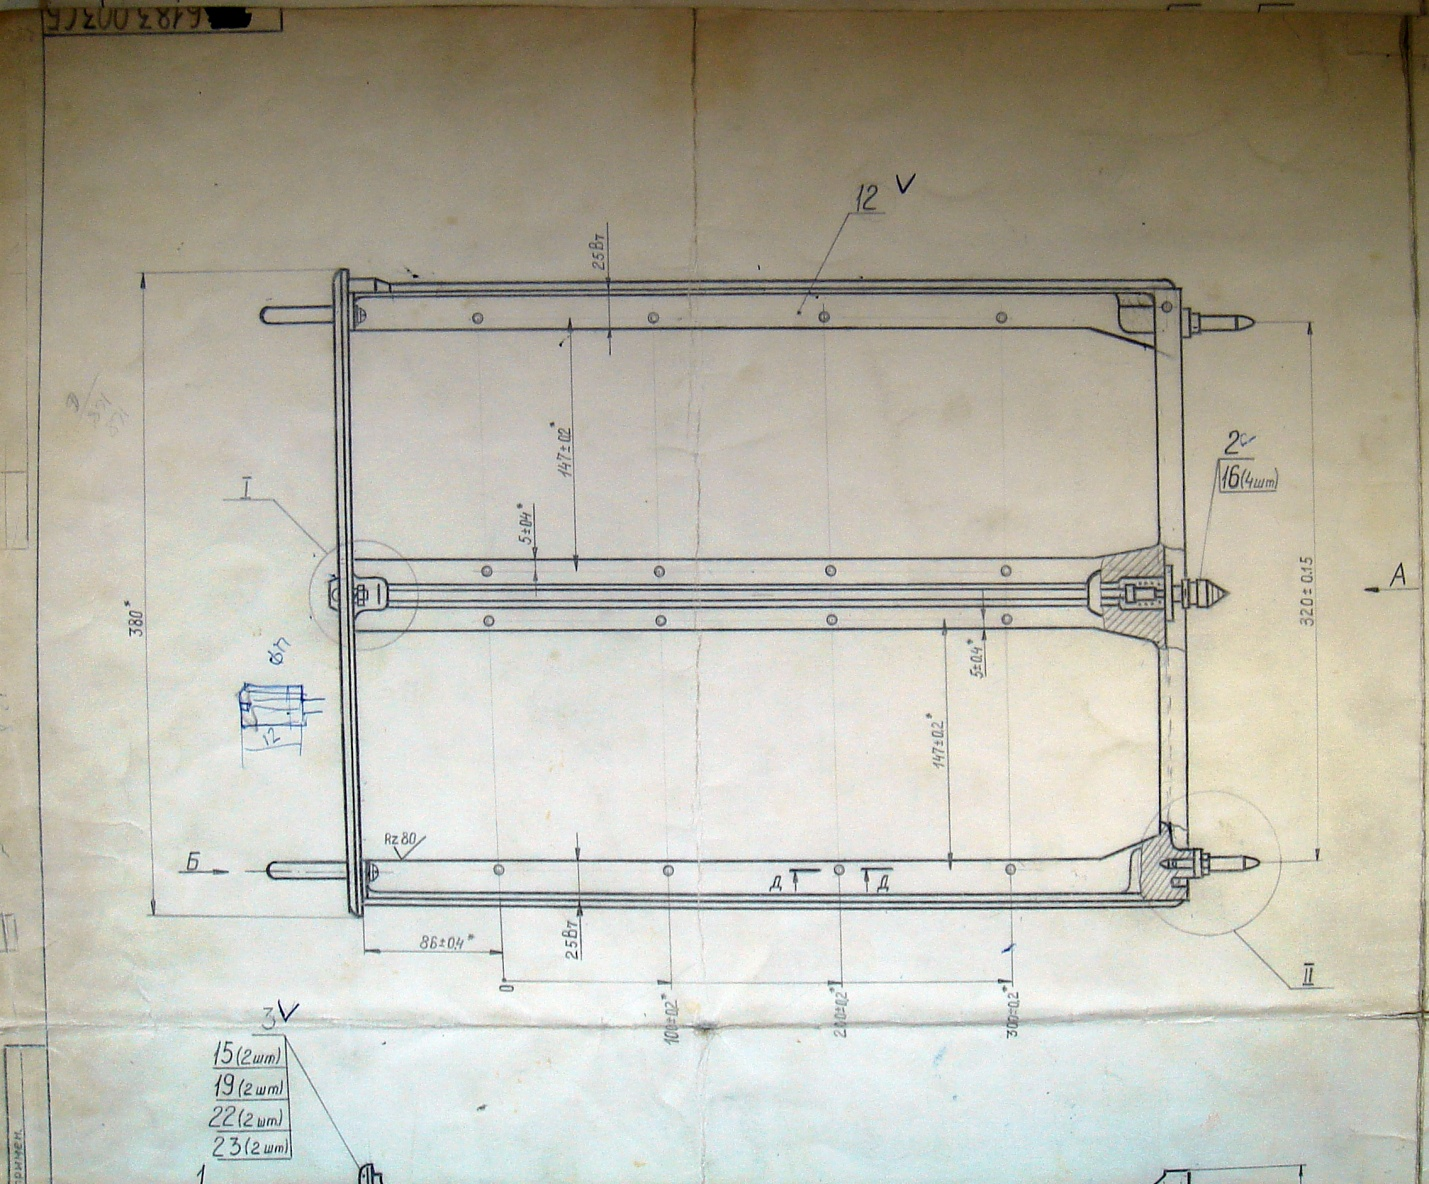 12 V
25Вт
147±0,2*
I
2
16(4шт)
5±0,4*
А
380*
320±0.15
5±0,4*
147±0,2*
Rz80
Б
Д
Д
86±0,4*
25Вт
II
0*
100±0,2*
200±0,2*
300±0,2*
3 V
15(2шт)
19(2шт)
22(2шт)
23(2шт)
1